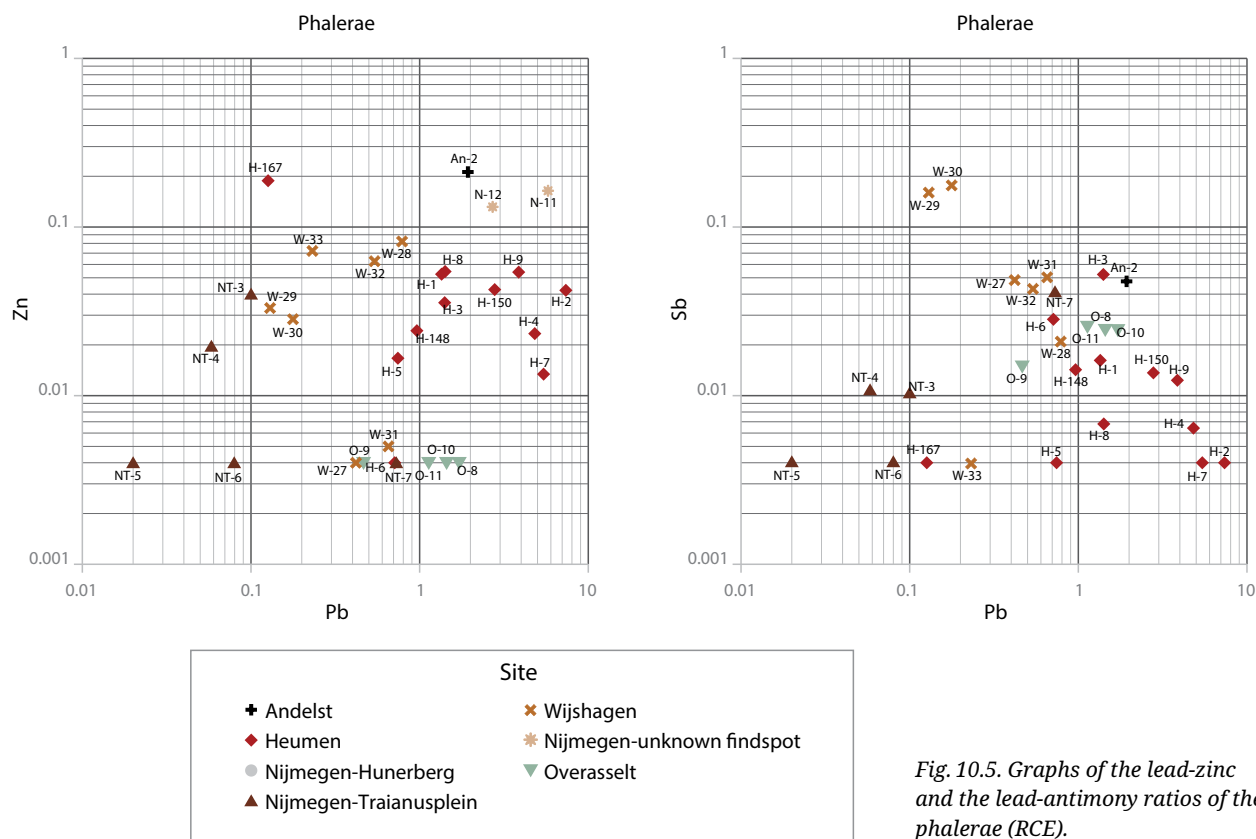 Phalerae
1
0.1
0.01
0.001
Zn
0.01
0.1
1
10
Pb
H-167
An-2
N-12
N-11
W-33
W-28
W-32
H-8
H-1
H-9
NT-3
W-29
W-30
H-150
H-2
H-3
H-148
H-4
NT-4
H-5
H-7
W-31
O-9
O-10
W-27
H-6
NT-7
O-11
O-8
NT-5
NT-6
Phalerae
1
0.1
0.01
0.001
Sb
0.01
0.1
1
10
Pb
W-30
W-29
W-31
H-3
An-2
W-27
W-32
NT-7
H-6
O-8
O-11
O-10
W-28
O-9
H-148
H-1
H-150
H-9
NT-4
NT-3
H-8
H-4
H-167
H-5
H-2
NT-5
NT-6
W-33
H-7
Site
Andelst
Heumen
Nijmegen-Hunerberg
Nijmegen-Traianusplein
Wijshagen
Nijmegen-unknown findspot
Overasselt
Fig. 10.5. Graphs of the lead-zinc
and the lead-antimony ratios of the
phalerae (RCE).